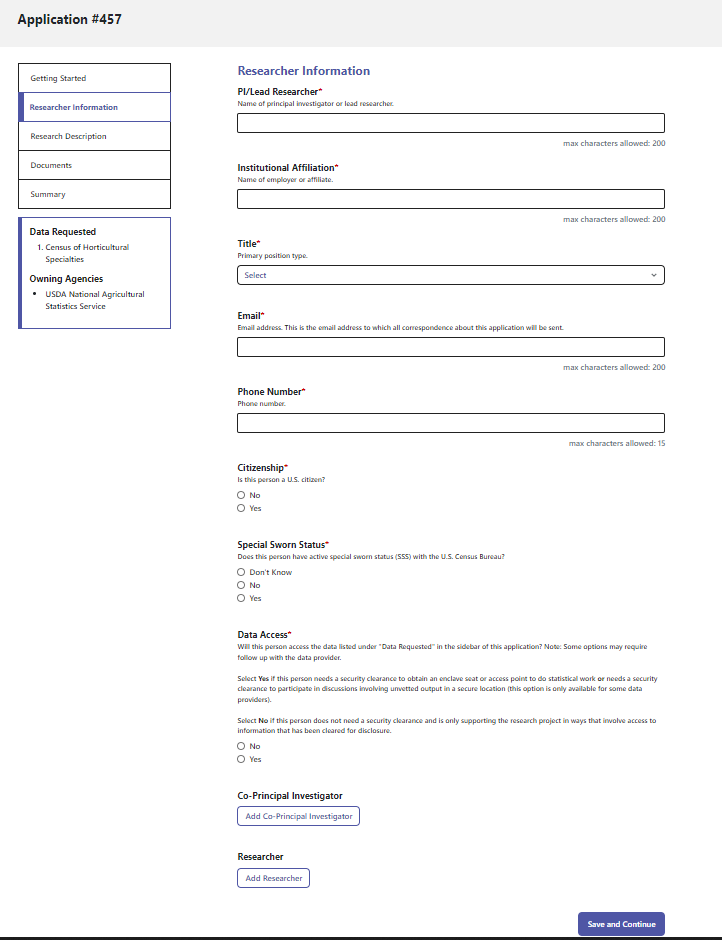 Application #457
Getting Started
Researcher Information
Research Description
Documents
Summary
Data Requested
1. Census of Horticultural
Specialties
Owning Agencies
• USDA National Agricultural
Statistics Service
Researcher Information
PI/Lead Researcher*
Name of principal investigator or lead researcher.
max characters allowed: 200
Institutional Affiliation*
Name of employer or affiliate.
max characters allowed: 200
Title*
Primary position type.
Select
Email*
Email address. This is the email address to which all correspondence about this application will be sent.
max characters allowed: 200
Phone Number*
Phone number.
max characters allowed: 15
Citizenship*
Is this person a U.S. citizen?
No
Yes
Special Sworn Status*
Does this person have active special sworn status (SSS) with the U.S. Census Bureau?
Don't Know
No
Yes
Data Access*
Will this person access the data listed under "Data Requested" in the sidebar of this application? Note: Some options may require
follow up with the data provider.
Select Yes if this person needs a security clearance to obtain an enclave seat or access point to do statistical work or needs a security
clearance to participate in discussions involving unvetted output in a secure location (this option is only available for some data
providers).
Select No if this person does not need a security clearance and is only supporting the research project in ways that involve access to
information that has been cleared for disclosure.
No
Yes
Co-Principal Investigator
Add Co-Principal Investigator
Researcher
Add Researcher
Save and Continue